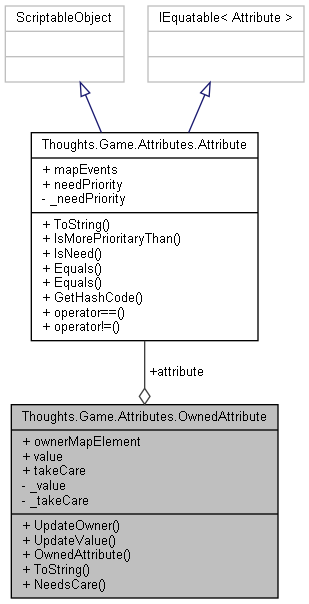 ScriptableObject
IEquatable< Attribute >
Thoughts.Game.Attributes.Attribute
+ mapEvents
+ needPriority
- _needPriority
+ ToString()
+ IsMorePrioritaryThan()
+ IsNeed()
+ Equals()
+ Equals()
+ GetHashCode()
+ operator==()
+ operator!=()
+attribute
Thoughts.Game.Attributes.OwnedAttribute
+ ownerMapElement
+ value
+ takeCare
- _value
- _takeCare
+ UpdateOwner()
+ UpdateValue()
+ OwnedAttribute()
+ ToString()
+ NeedsCare()